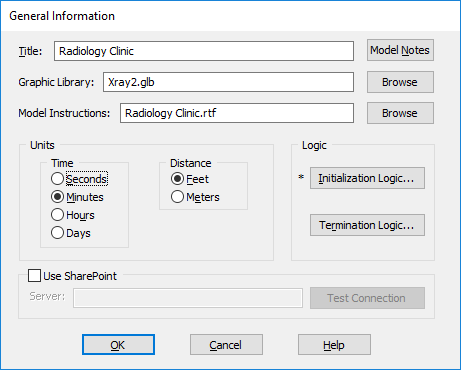 General Information
Title: Radiology Clinic Model Notes
Graphic Library: Xray2.glb Browse
Model Instructions: Radiology Clinic.rtf Browse
Units Logic
Time Distance
Seconds Feet * Initialization Logic...
Minutes Meters
Hours Termination Logic...
Days
Use SharePoint
Server: Test Connection
OK Cancel Help